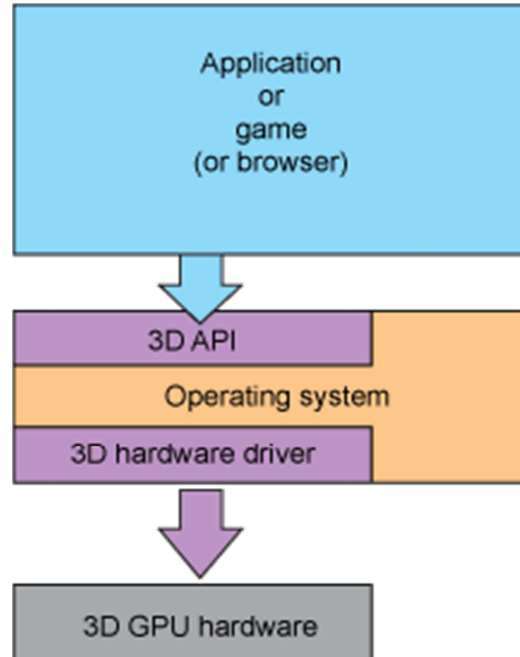 Application
or
game
(or browser)
3D API
Operating system
3D hardware driver
3D GPU hardware